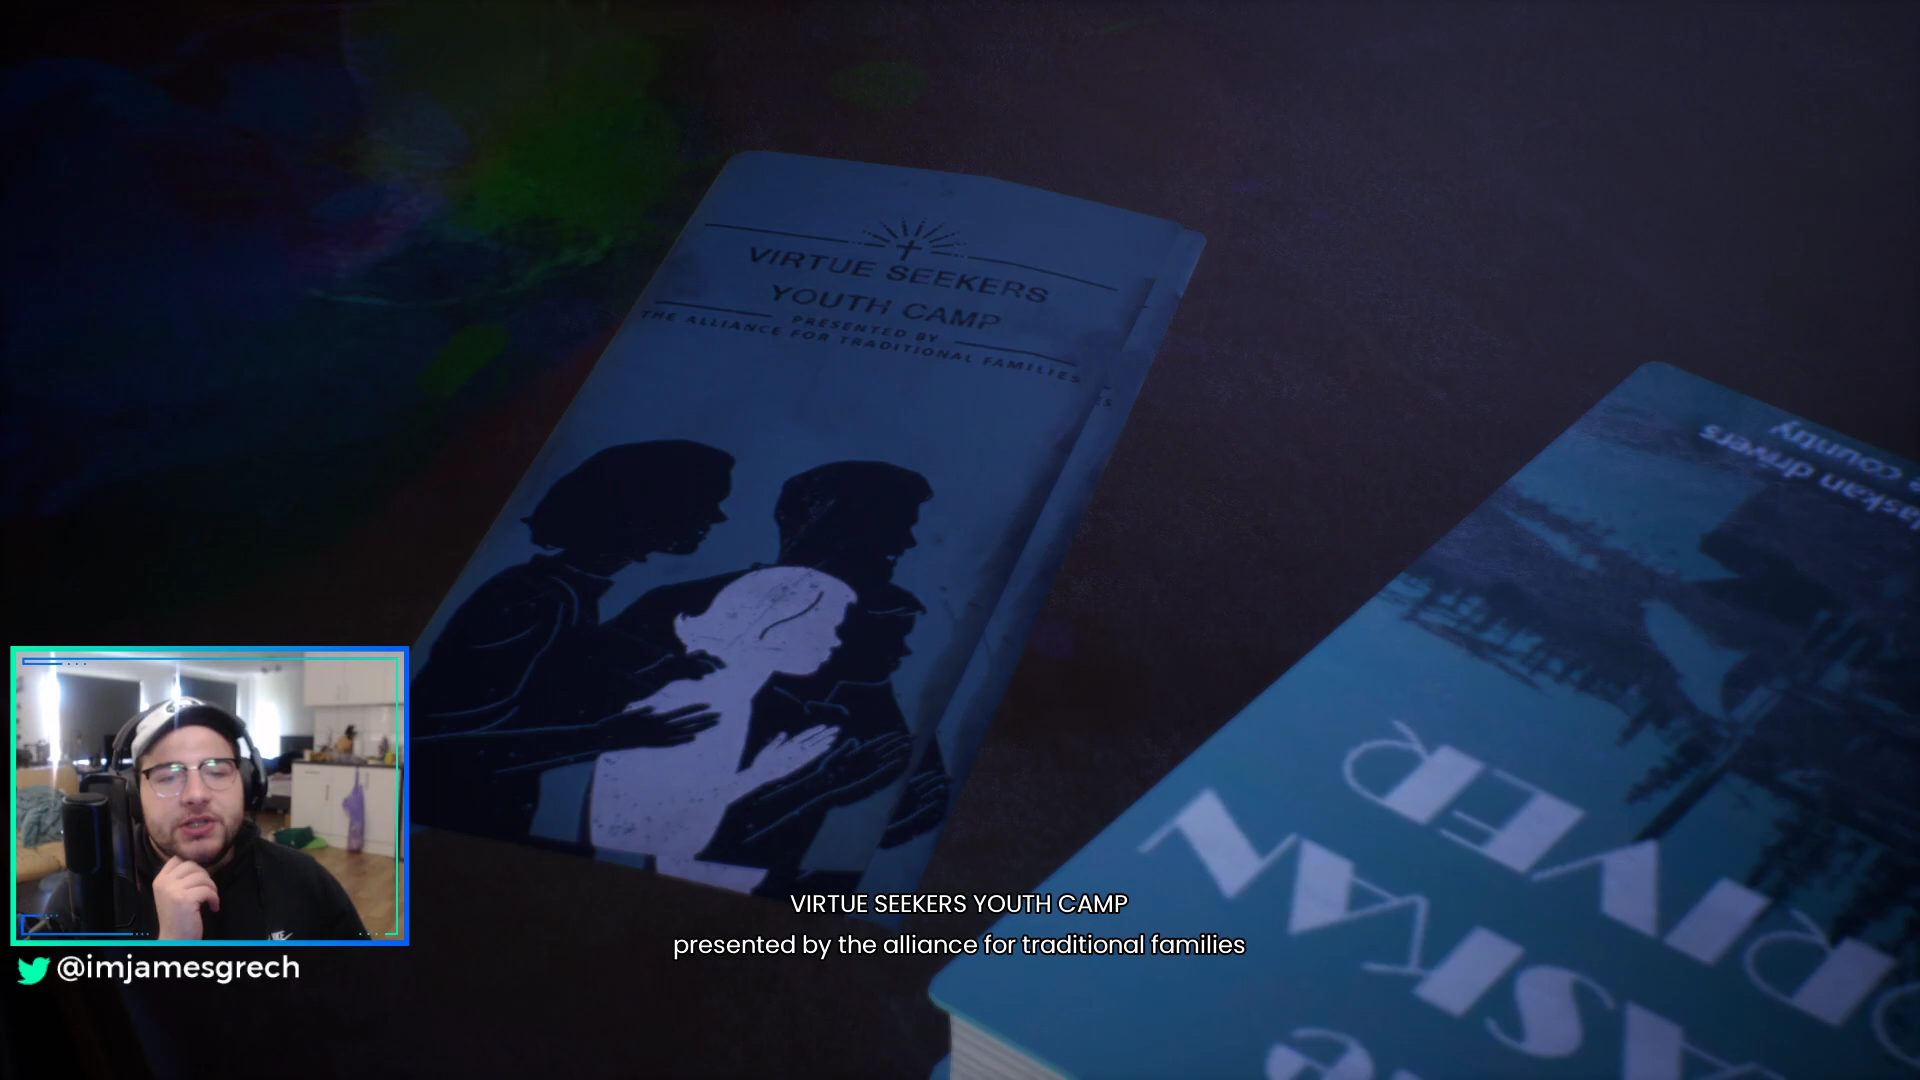 VIRTUE SEEKERS
YOUTH CAMP
PRESENTED BY
THE ALLIANCE FOR TRADITIONAL FAMILIES
drivers
country
DRIVER
VIRTUE SEEKERS YOUTH CAMP
presented by the alliance for traditional families
@imjamesgrech